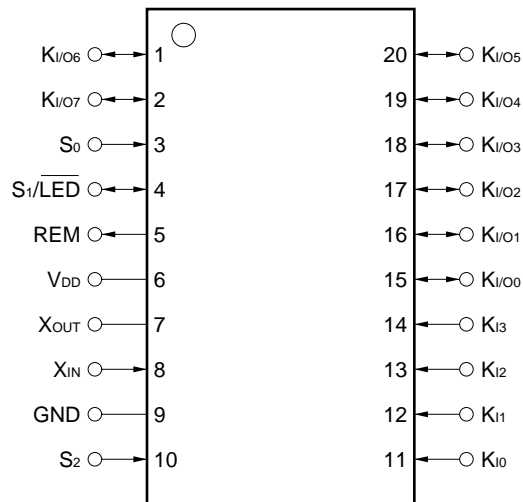 KI/O6 1 20 KI/O5
KI/O7 2 19 KI/O4
S0 3 18 KI/O3
S1/LED 4 17 KI/O2
REM 5 16 KI/O1
VDD 6 15 KI/O0
XOUT 7 14 KI3
XIN 8 13 KI2
GND 9 12 KI1
S2 10 11 KI0